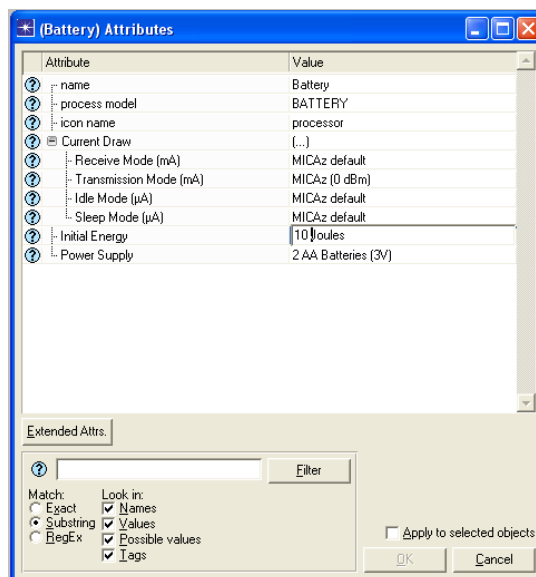 (Battery) Attributes
Attribute Value
name Battery
process model BATTERY
icon name processor
Current Draw (...)
Receive Mode (mA) MICAz default
Transmission Mode (mA) MICAz (0 dBm)
Idle Mode (µA) MICAz default
Sleep Mode (µA) MICAz default
Initial Energy 10 Joules
Power Supply 2 AA Batteries (3V)
Extended Attrs.
Filter
Match: Look in:
Exact Names
Substring Values
RegEx Possible values
Tags
Apply to selected objects
OK Cancel